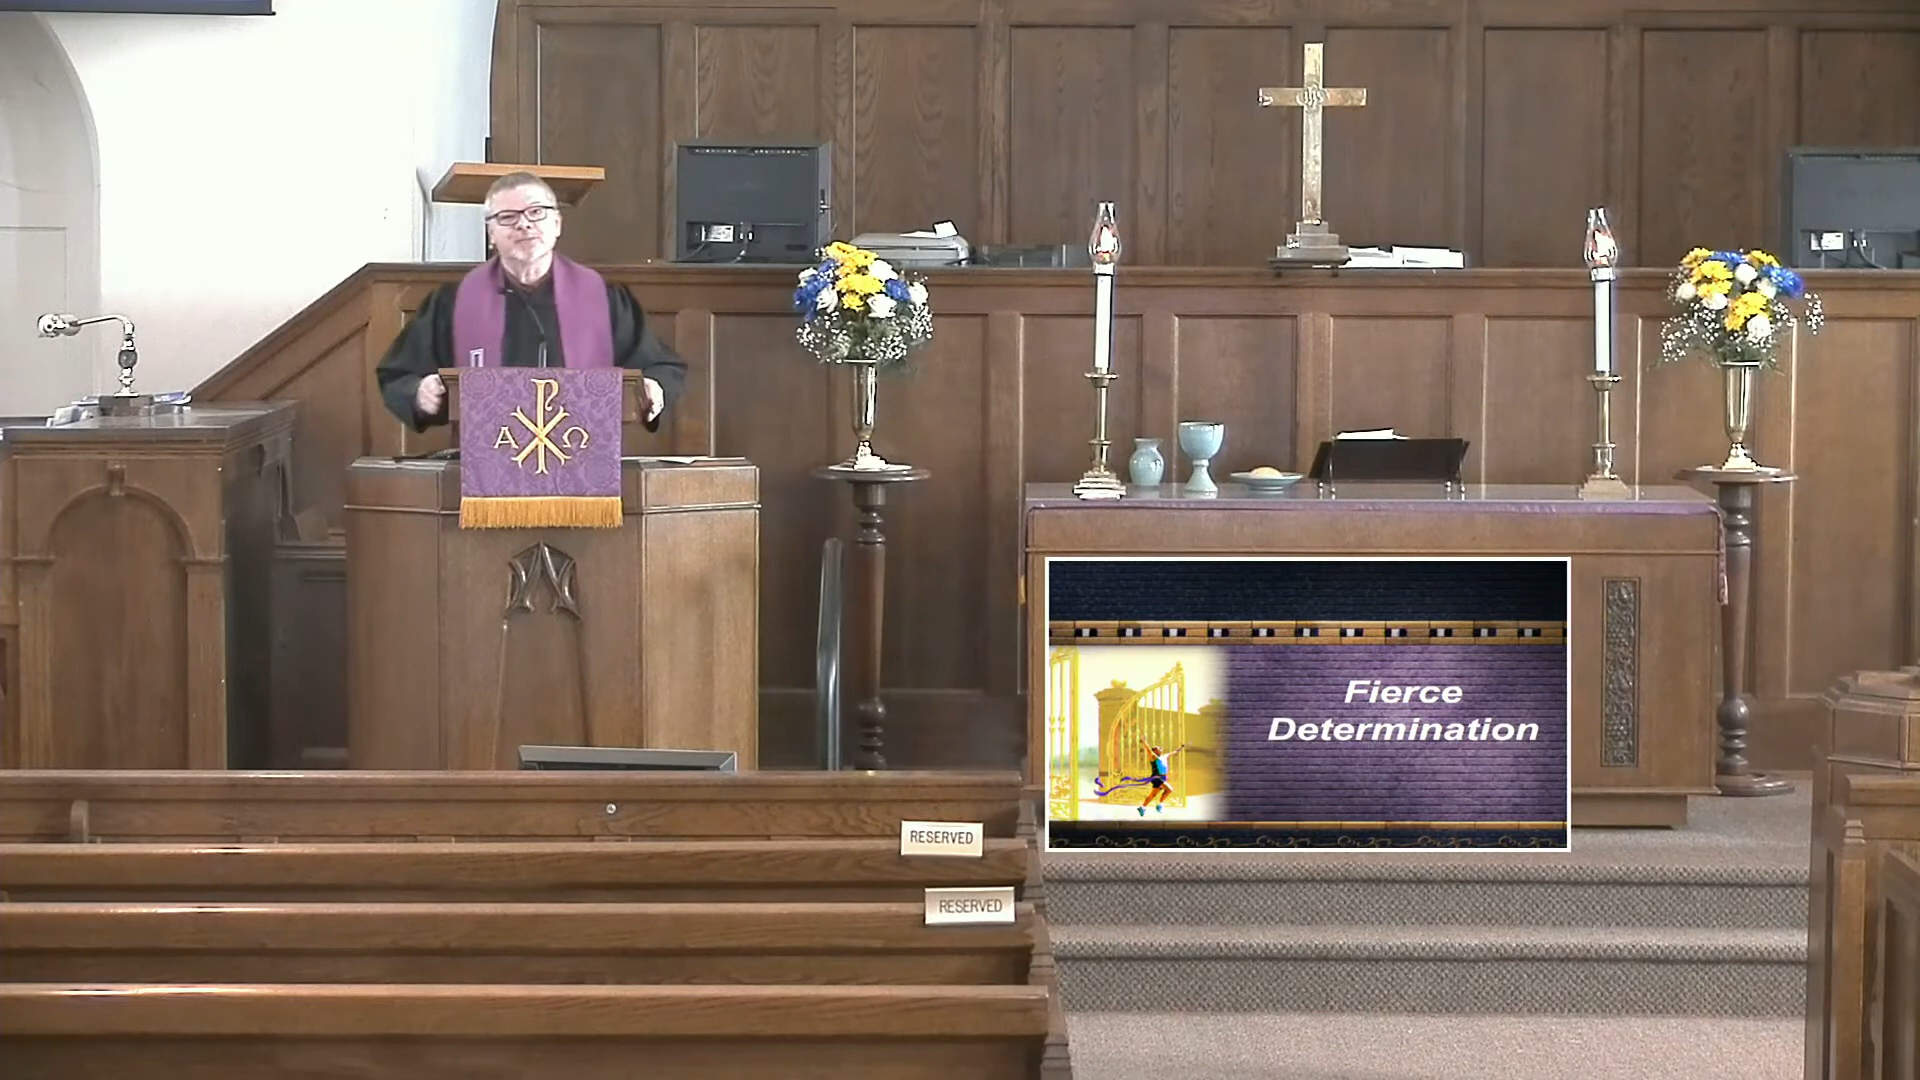 Α Ω
Fierce
Determination
RESERVED
RESERVED